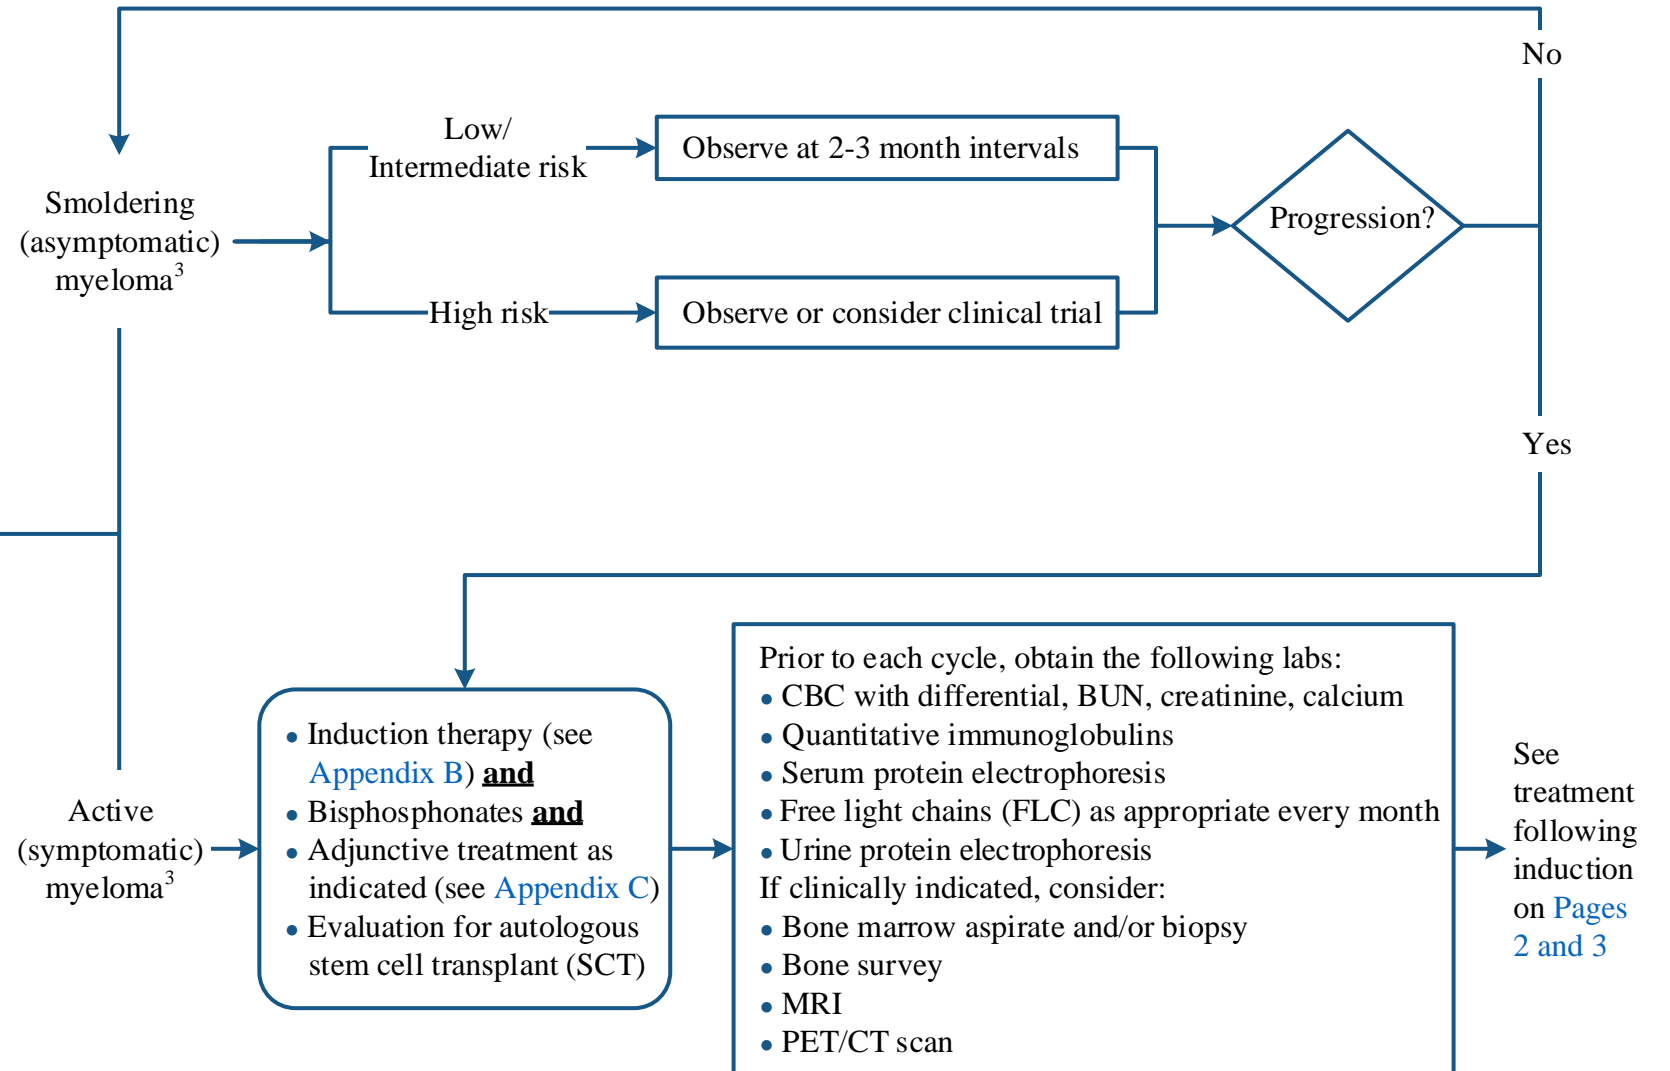 No
Low/
Intermediate risk
Observe at 2-3 month intervals
Smoldering
(asymptomatic)
myeloma3
Progression?
High risk
Observe or consider clinical trial
Yes
Active
(symptomatic)
myeloma3
• Induction therapy (see
Appendix B) and
• Bisphosphonates and
• Adjunctive treatment as
indicated (see Appendix C)
• Evaluation for autologous
stem cell transplant (SCT)
Prior to each cycle, obtain the following labs:
• CBC with differential, BUN, creatinine, calcium
• Quantitative immunoglobulins
• Serum protein electrophoresis
• Free light chains (FLC) as appropriate every month
• Urine protein electrophoresis
If clinically indicated, consider:
• Bone marrow aspirate and/or biopsy
• Bone survey
• MRI
• PET/CT scan
See
treatment
following
induction
on Pages
2 and 3